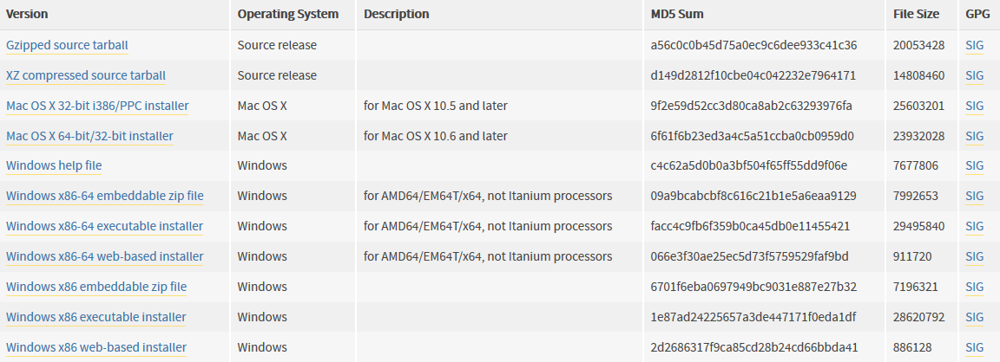 Version Operating System Description MD5 Sum File Size GPG
Gzipped source tarball Source release a56c0c0b45d75a0ec9c6dee933c41c36 20053428 SIG
XZ compressed source tarball Source release d149d2812f10cbe04c042232e7964171 14808460 SIG
Mac OS X 32-bit i386/PPC installer Mac OS X for Mac OS X 10.5 and later 9f2e59d52cc3d80ca8ab2c63293976fa 25603201 SIG
Mac OS X 64-bit/32-bit installer Mac OS X for Mac OS X 10.6 and later 6f61f6b23ed3a4c5a51ccba0cb0959d0 23932028 SIG
Windows help file Windows c4c62a5d0b0a3bf504f65ff55dd9f06e 7677806 SIG
Windows x86-64 embeddable zip file Windows for AMD64/EM64T/x64, not Itanium processors 09a9bcabcbf8c616c21b1e5a6eaa9129 7992653 SIG
Windows x86-64 executable installer Windows for AMD64/EM64T/x64, not Itanium processors facc4c9fb6f359b0ca45db0e11455421 29495840 SIG
Windows x86-64 web-based installer Windows for AMD64/EM64T/x64, not Itanium processors 066e3f30ae25ec5d73f5759529faf9bd 911720 SIG
Windows x86 embeddable zip file Windows 6701f6eba0697949bc9031e887e27b32 7196321 SIG
Windows x86 executable installer Windows 1e87ad24225657a3de447171f0eda1df 28620792 SIG
Windows x86 web-based installer Windows 2d2686317f9ca85cd28b24cd66bbda41 886128 SIG